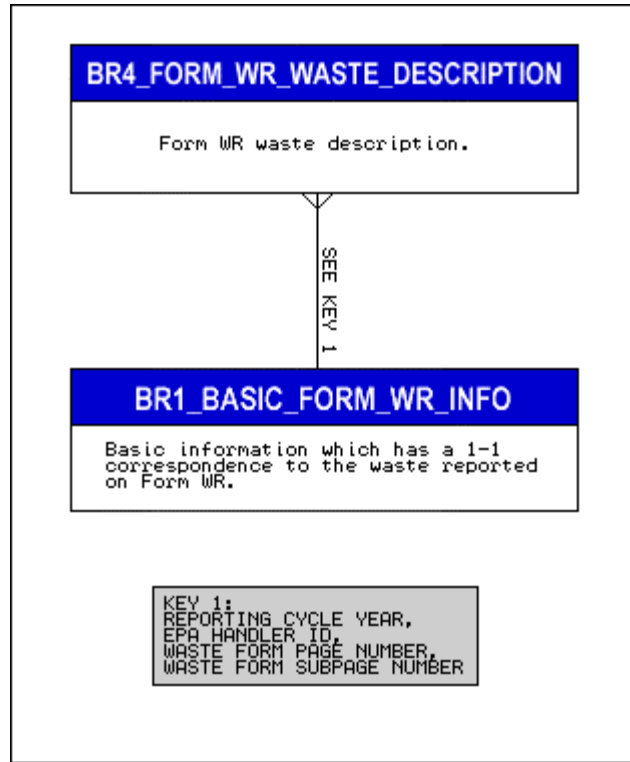 BR4_FORM_WR_WASTE_DESCRIPTION
Form WR waste description.
SEE KEY 1
BR1_BASIC_FORM_WR_INFO
Basic information which has a 1-1
correspondence to the waste reported
on Form WR.
KEY 1:
REPORTING CYCLE YEAR,
EPA HANDLER ID,
WASTE FORM PAGE NUMBER,
WASTE FORM SUBPAGE NUMBER